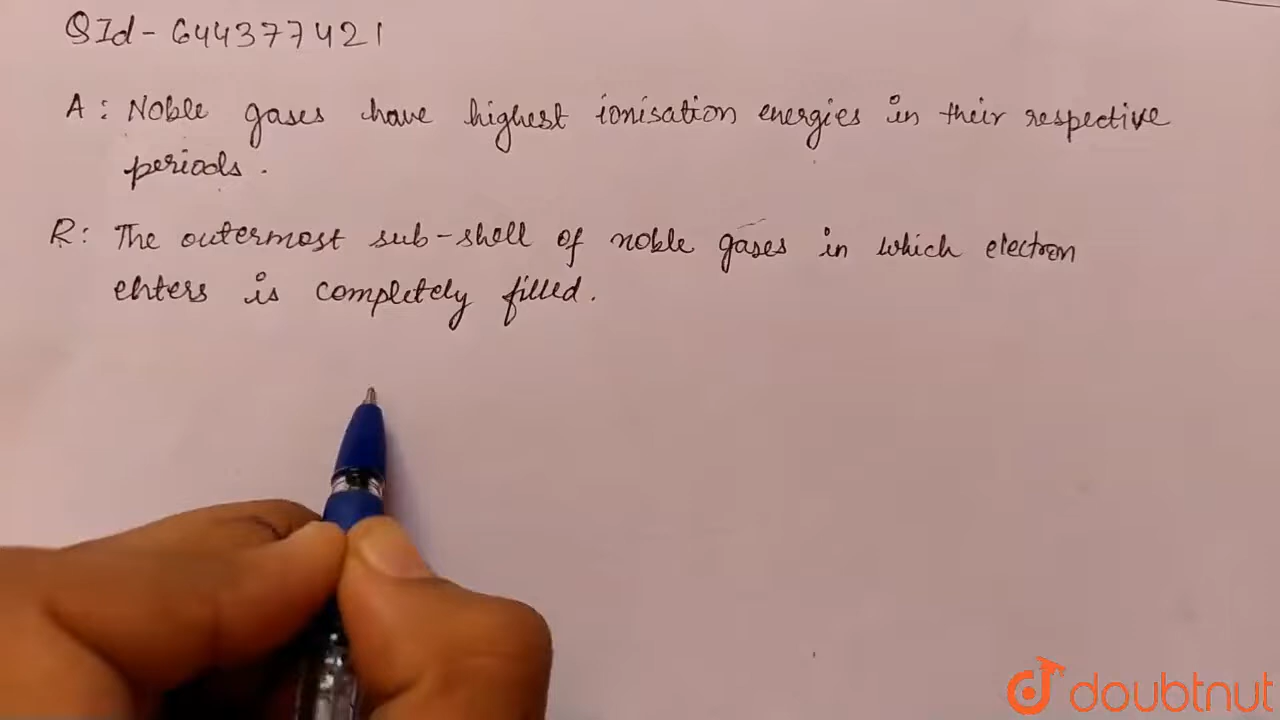 QId - 644377421
A: Noble gases have highest ionisation energies in their respective
periods.
R: The outermost sub-shell of noble gases in which electron
enters is completely filled.
doubtnut